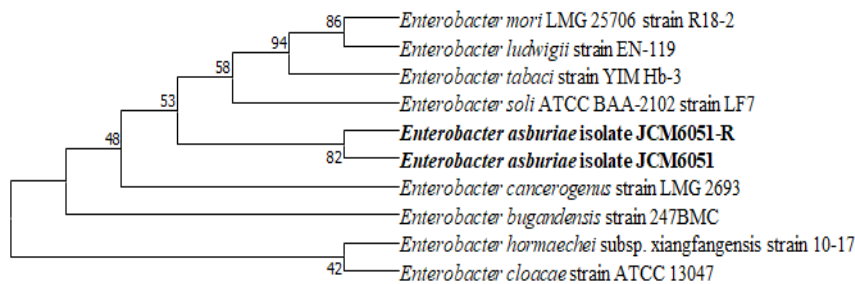 86
Enterobacter mori LMG 25706 strain R18-2
Enterobacter ludwigii strain EN-119
94
Enterobacter tabaci strain YIM Hb-3
58
Enterobacter soli ATCC BAA-2102 strain LF7
53
Enterobacter asburiae isolate JCM6051-R
48
Enterobacter asburiae isolate JCM6051
82
Enterobacter cancerogenus strain LMG 2693
Enterobacter bugandensis strain 247BMC
Enterobacter hormaechei subsp. xiangfangensis strain 10-17
42
Enterobacter cloacae strain ATCC 13047